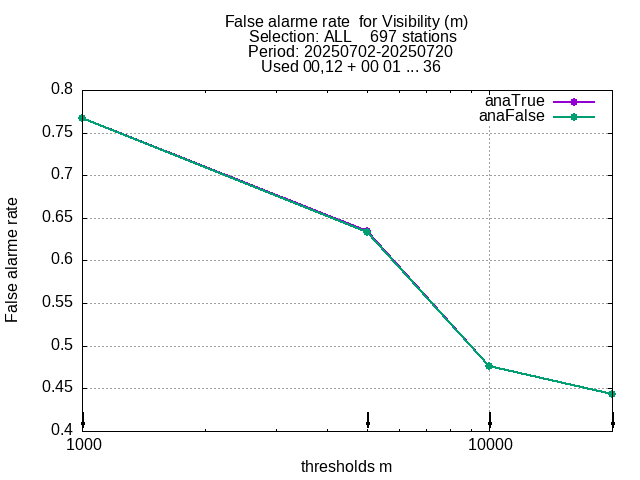 False alarme rate  for Visibility (m)
Selection: ALL    697 stations
Period: 20250702-20250720
Used 00,12 + 00 01 ... 36
anaTrue
anaFalse
0.8
0.75
0.7
0.65
0.6
0.55
0.5
0.45
0.4
False alarme rate
1000
10000
thresholds m